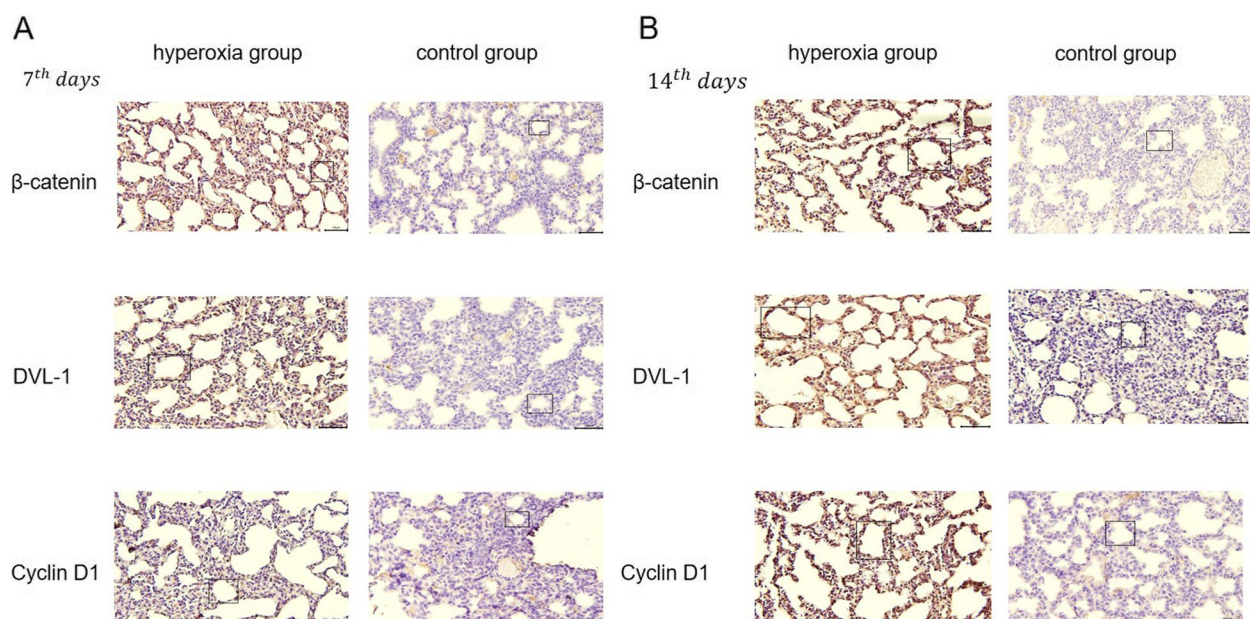 A
B
hyperoxia group
control group
hyperoxia group
control group
7th days
14th days
β-catenin
β-catenin
DVL-1
DVL-1
Cyclin D1
Cyclin D1